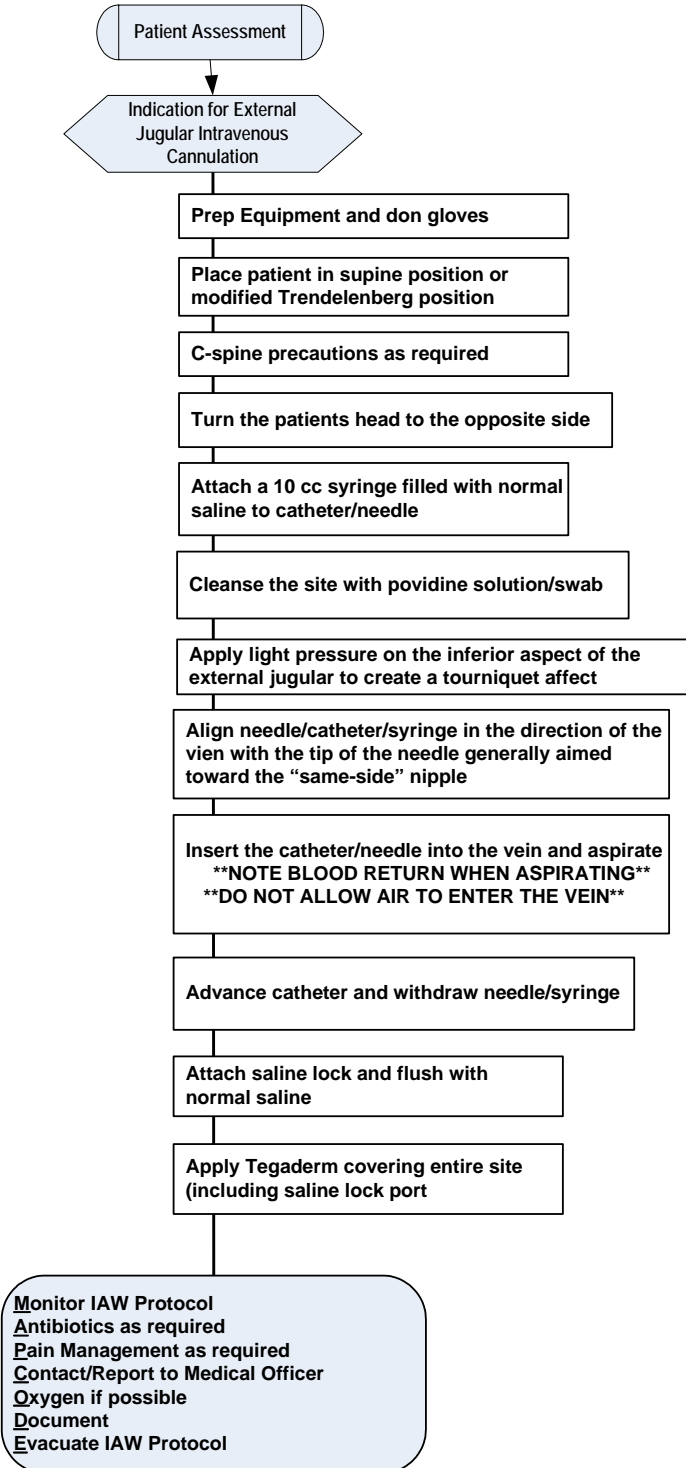 Patient Assessment
Indication for External
Jugular Intravenous
Cannulation
Prep Equipment and don gloves
Place patient in supine position or
modified Trendelenberg position
C-spine precautions as required
Turn the patients head to the opposite side
Attach a 10 cc syringe filled with normal
saline to catheter/needle
Cleanse the site with povidine solution/swab
Apply light pressure on the inferior aspect of the
external jugular to create a tourniquet affect
Align needle/catheter/syringe in the direction of the
vien with the tip of the needle generally aimed
toward the “same-side” nipple
Insert the catheter/needle into the vein and aspirate
**NOTE BLOOD RETURN WHEN ASPIRATING**
**DO NOT ALLOW AIR TO ENTER THE VEIN**
Advance catheter and withdraw needle/syringe
Attach saline lock and flush with
normal saline
Apply Tegaderm covering entire site
(including saline lock port
Monitor IAW Protocol
Antibiotics as required
Pain Management as required
Contact/Report to Medical Officer
Oxygen if possible
Document
Evacuate IAW Protocol